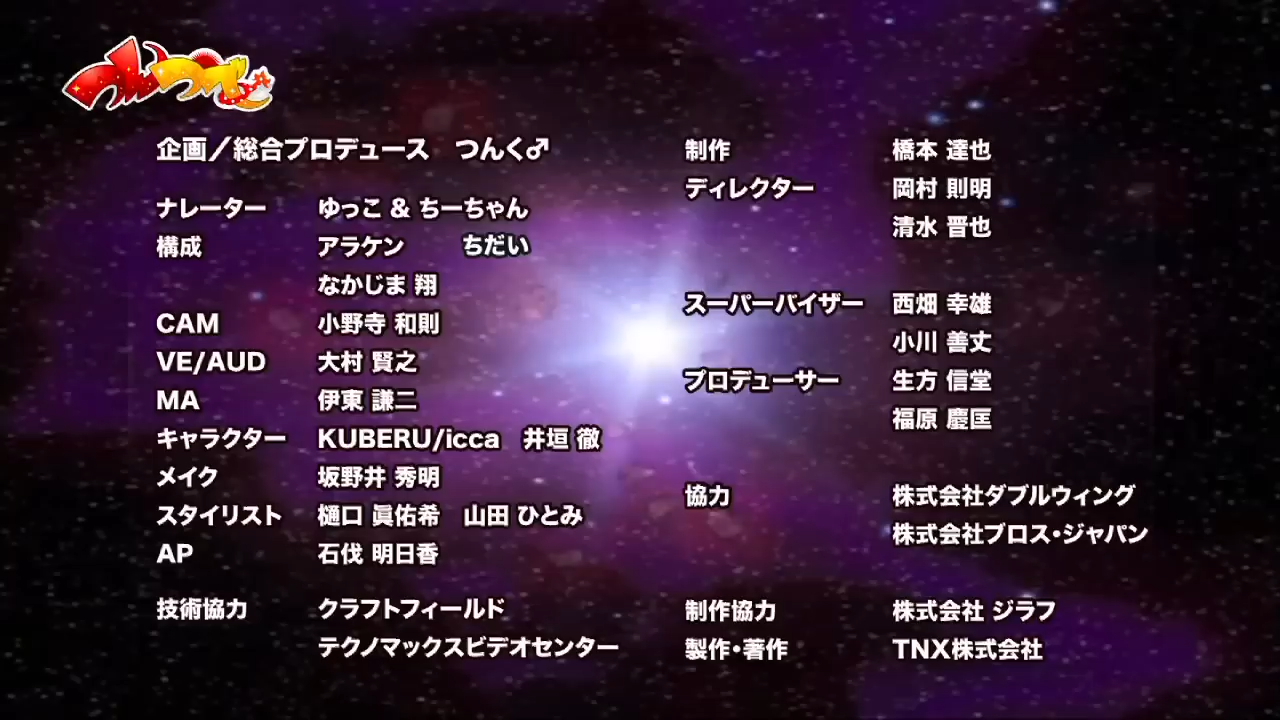 企画／総合プロデュース　つんく♂
ナレーター　ゆっこ & ちーちゃん
構成　アラケン　ちだい
なかじま 翔
CAM　小野寺 和則
VE/AUD　大村 賢之
MA　伊東 謙二
キャラクター　KUBERU/icca　井垣 徹
メイク　坂野井 秀明
スタイリスト　樋口 眞佑希　山田 ひとみ
AP　石伐 明日香
技術協力　クラフトフィールド
テクノマックスビデオセンター
制作　橋本 達也
ディレクター　岡村 則明
清水 晋也
スーパーバイザー　西畑 幸雄
小川 善丈
プロデューサー　生方 信堂
福原 慶匡
協力　株式会社ダブルウィング
株式会社ブロス・ジャパン
制作協力　株式会社 ジラフ
製作・著作　TNX株式会社